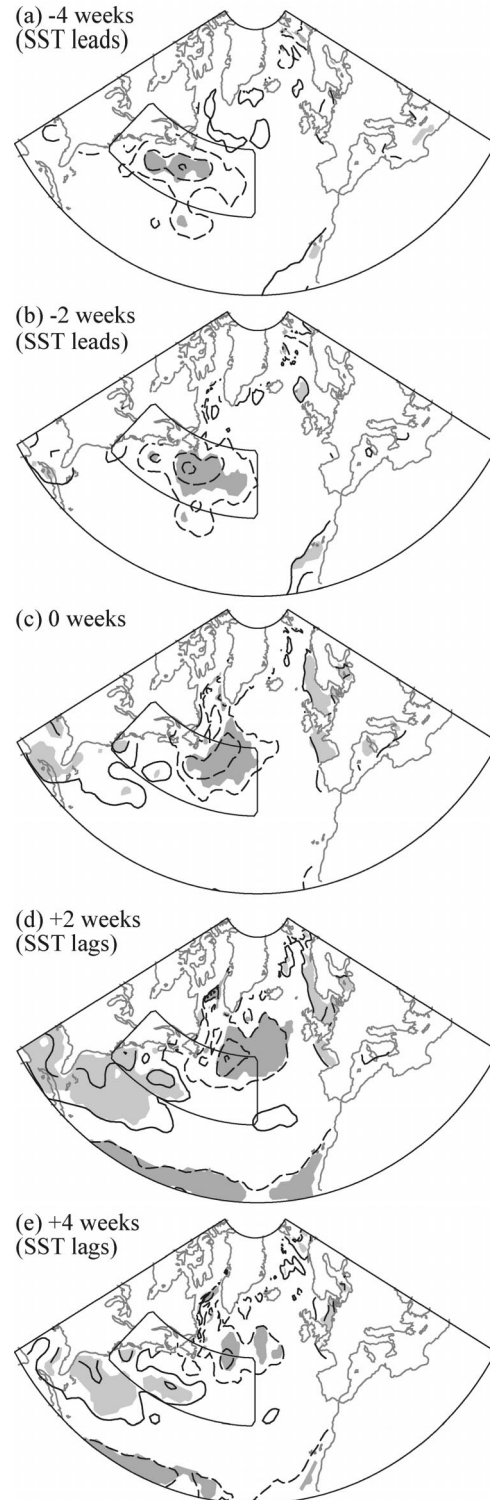 (a) -4 weeks
(SST leads)
(b) -2 weeks
(SST leads)
(c) 0 weeks
(d) +2 weeks
(SST lags)
(e) +4 weeks
(SST lags)